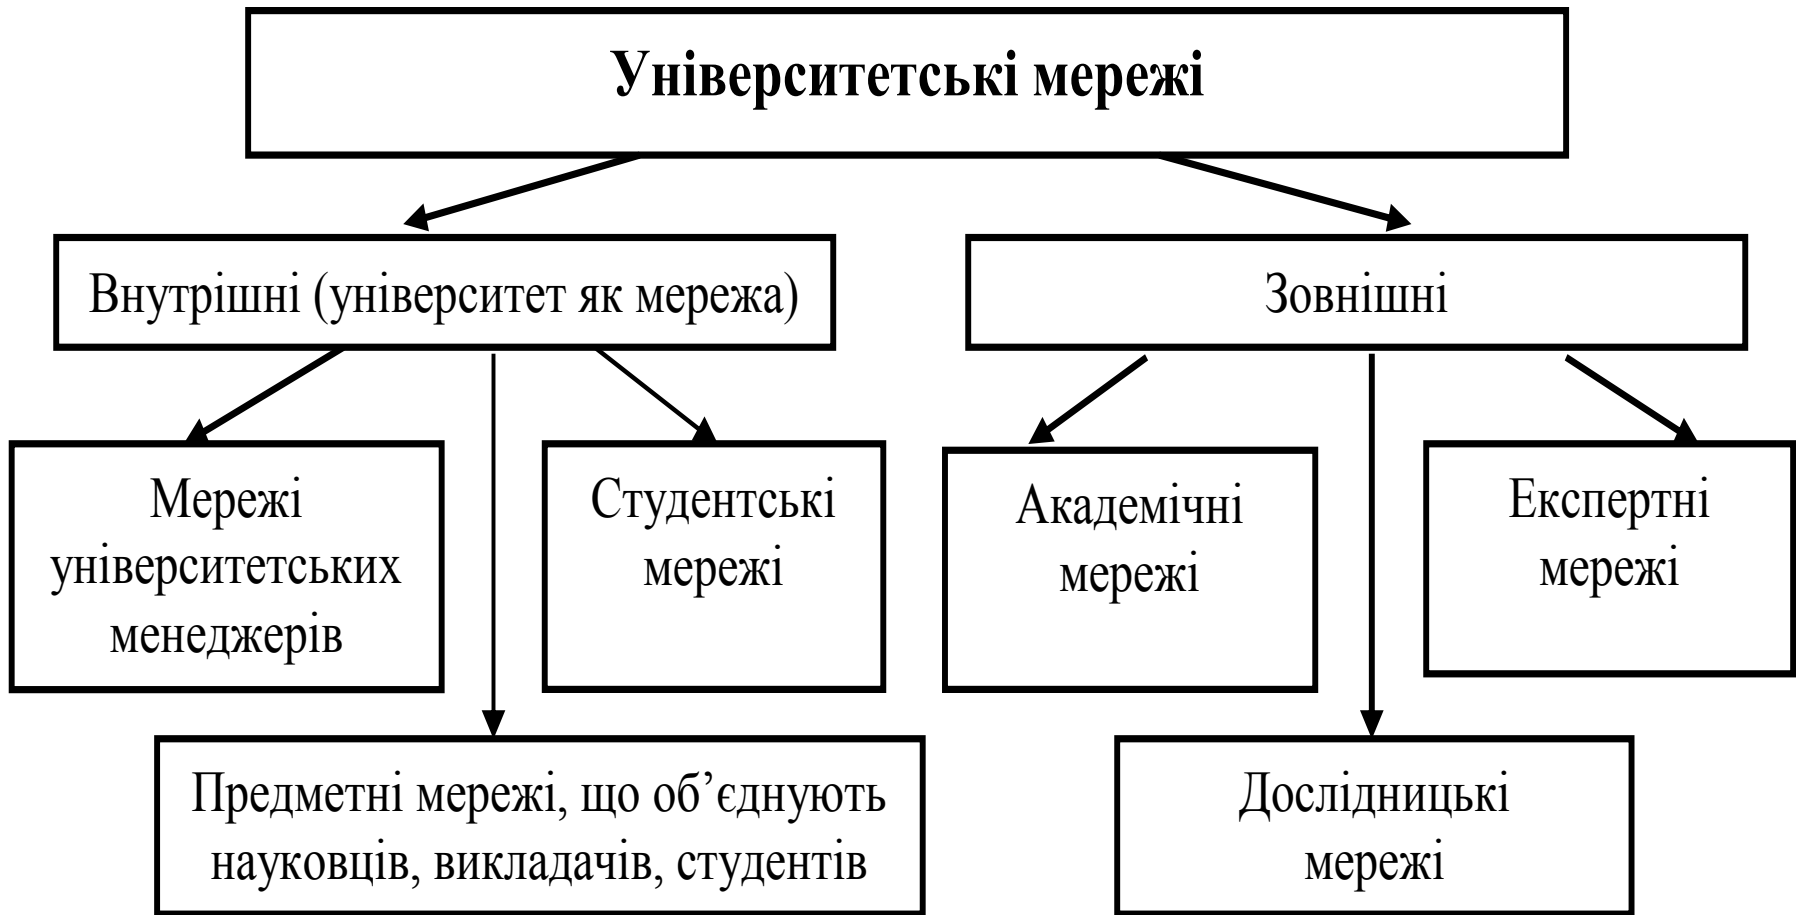 Університетські мережі
Внутрішні (університет як мережа)
Зовнішні
Мережі
університетських
менеджерів
Студентські
мережі
Академічні
мережі
Експертні
мережі
Предметні мережі, що об’єднують
науковців, викладачів, студентів
Дослідницькі
мережі